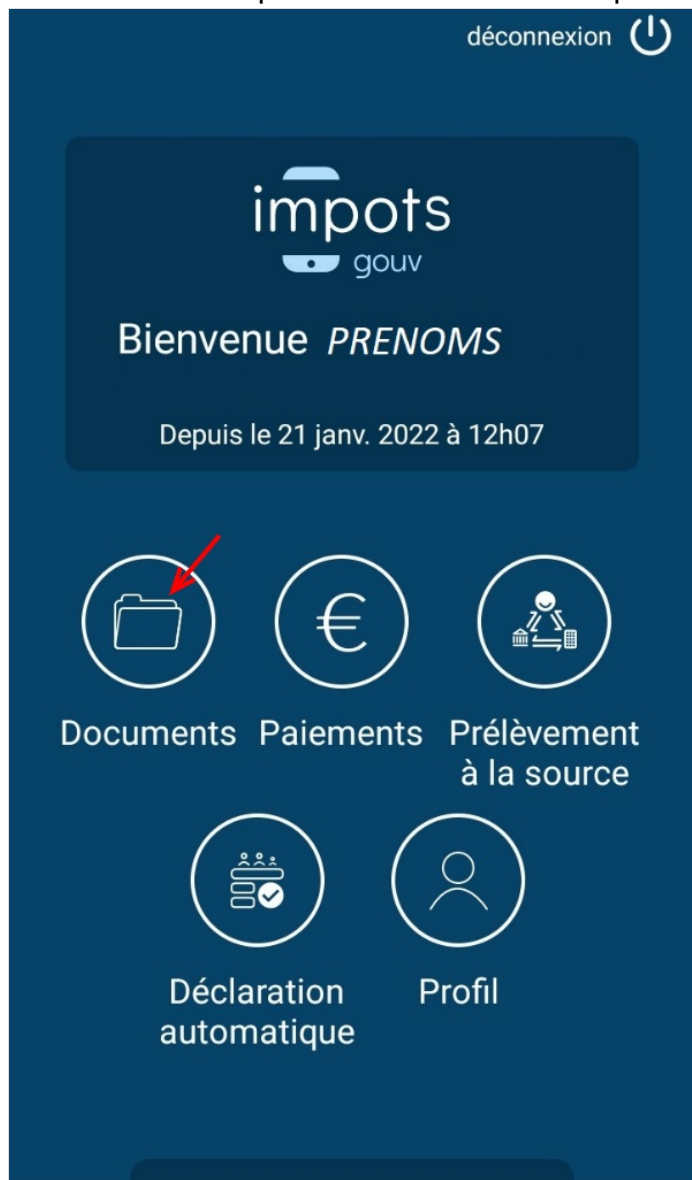 déconnexion
impots
gouv
Bienvenue PRENOMS
Depuis le 21 janv. 2022 à 12h07
€
Documents Paiements Prélèvement
à la source
Déclaration Profil
automatique